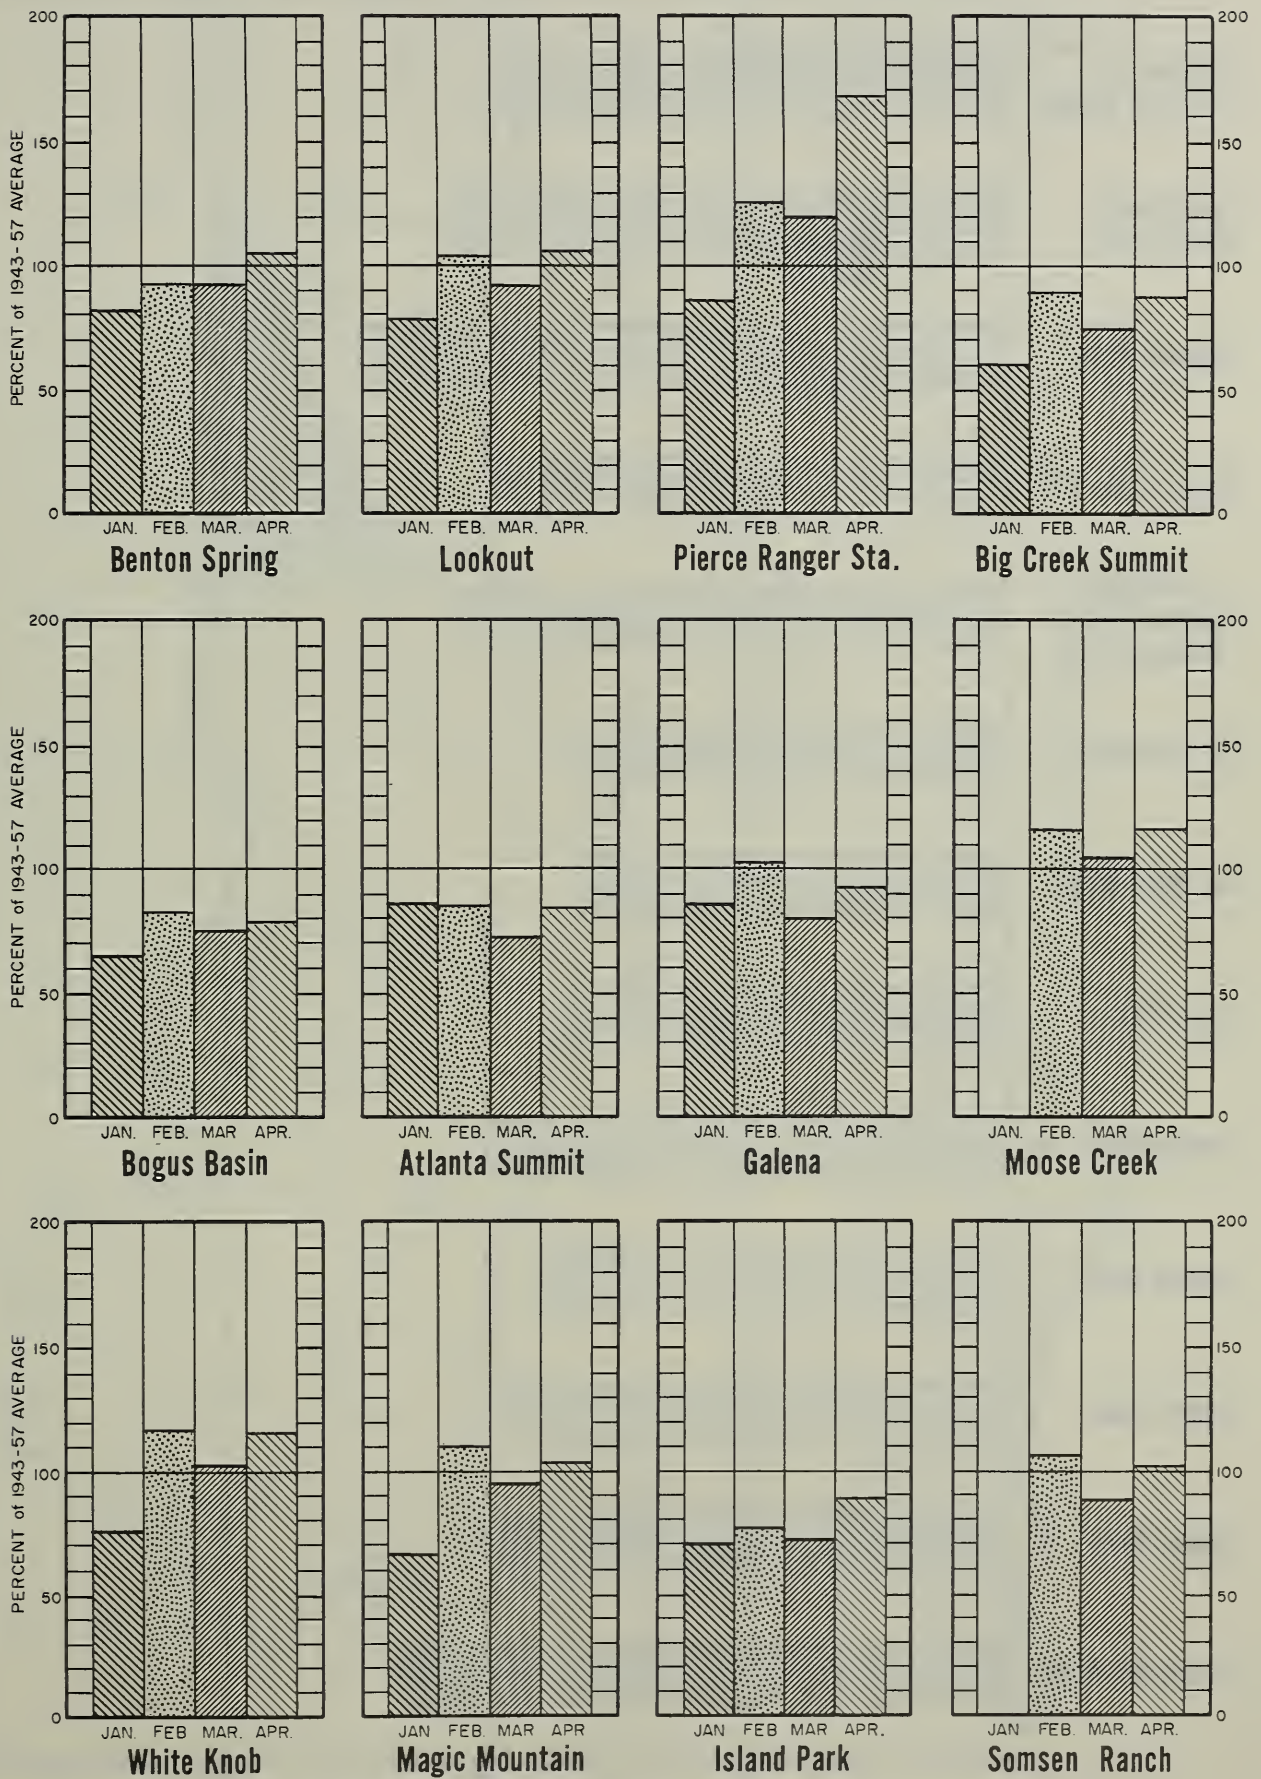 PERCENT of 1943-57 AVERAGE
200
150
100
50
0
200
150
100
50
0
JAN. FEB. MAR. APR.
JAN. FEB. MAR. APR.
JAN. FEB. MAR. APR.
JAN. FEB. MAR. APR.
Benton Spring
Lookout
Pierce Ranger Sta.
Big Creek Summit
PERCENT of 1943-57 AVERAGE
200
150
100
50
0
200
150
100
50
0
JAN. FEB. MAR APR.
JAN. FEB. MAR. APR.
JAN. FEB. MAR. APR.
JAN. FEB. MAR APR.
Bogus Basin
Atlanta Summit
Galena
Moose Creek
PERCENT of 1943-57 AVERAGE
200
150
100
50
0
200
150
100
50
0
JAN. FEB MAR. APR.
JAN. FEB. MAR APR.
JAN FEB. MAR APR.
JAN FEB. MAR. APR.
White Knob
Magic Mountain
Island Park
Somsen Ranch